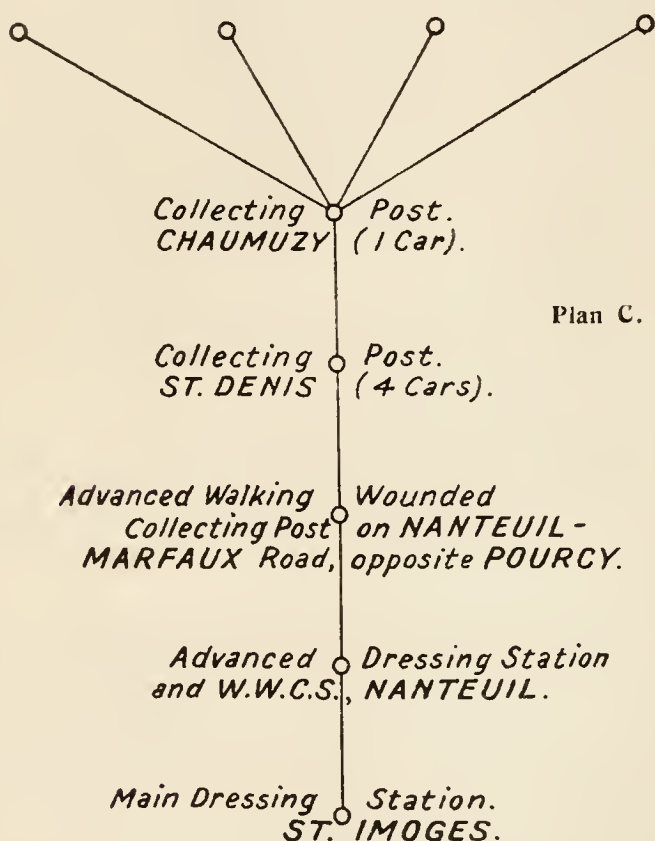 Collecting Post.
CHAUMUZY (1 Car).
Plan C.
Collecting Post.
ST. DENIS (4 Cars).
Advanced Walking Wounded
Collecting Post on NANTEUIL-
MARFAUX Road, opposite POURCY.
Advanced Dressing Station
and W.W.C.S., NANTEUIL.
Main Dressing Station.
ST. IMOGES.